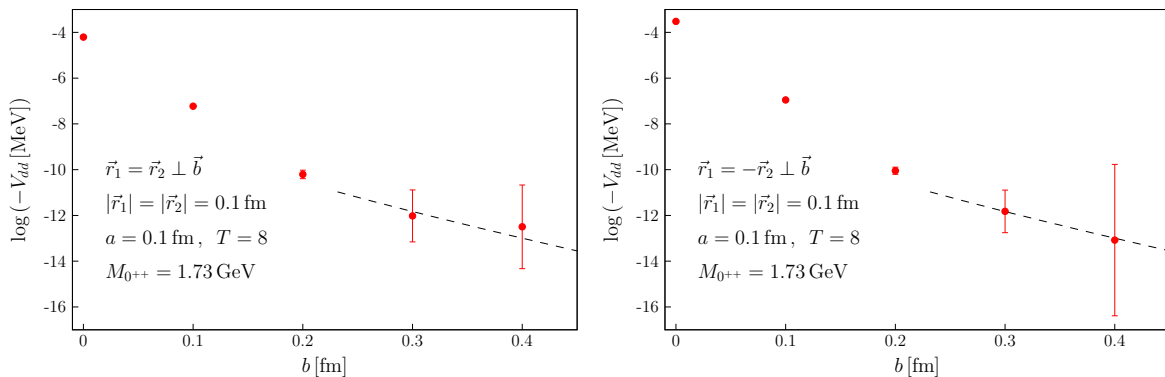 -4
-6
-8
-10
-12
-14
-16
log (−V_dd [MeV])
r⃗₁ = r⃗₂ ⊥ b⃗
|r⃗₁| = |r⃗₂| = 0.1 fm
a = 0.1 fm , T = 8
M₀⁺⁺ = 1.73 GeV
0 0.1 0.2 0.3 0.4
b [fm]
-4
-6
-8
-10
-12
-14
-16
log (−V_dd [MeV])
r⃗₁ = −r⃗₂ ⊥ b⃗
|r⃗₁| = |r⃗₂| = 0.1 fm
a = 0.1 fm , T = 8
M₀⁺⁺ = 1.73 GeV
0 0.1 0.2 0.3 0.4
b [fm]